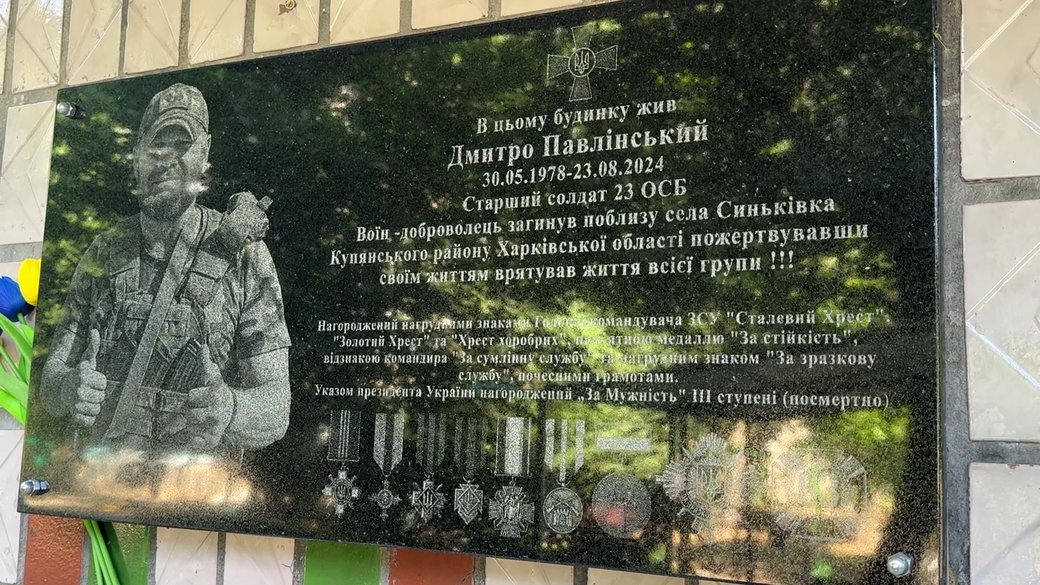 В цьому будинку жив
Дмитро Павлінський
30.05.1978-23.08.2024
Старший солдат 23 ОСБ
Воїн -доброволець загинув поблизу села Синьківка
Купянського району Харківської області пожертвувавши
своїм життям врятував життя всієї групи !!!
Нагороджений нагрудними знаками Головнокомандувача ЗСУ "Сталевий Хрест",
"Золотий Хрест" та "Хрест хоробрих", пам'ятною медаллю "За стійкість",
відзнакою командира "За сумлінну службу" та нагрудним знаком "За зразкову
службу", почесними грамотами.
Указом президента України нагороджений „За Мужність" III ступені (посмертно)